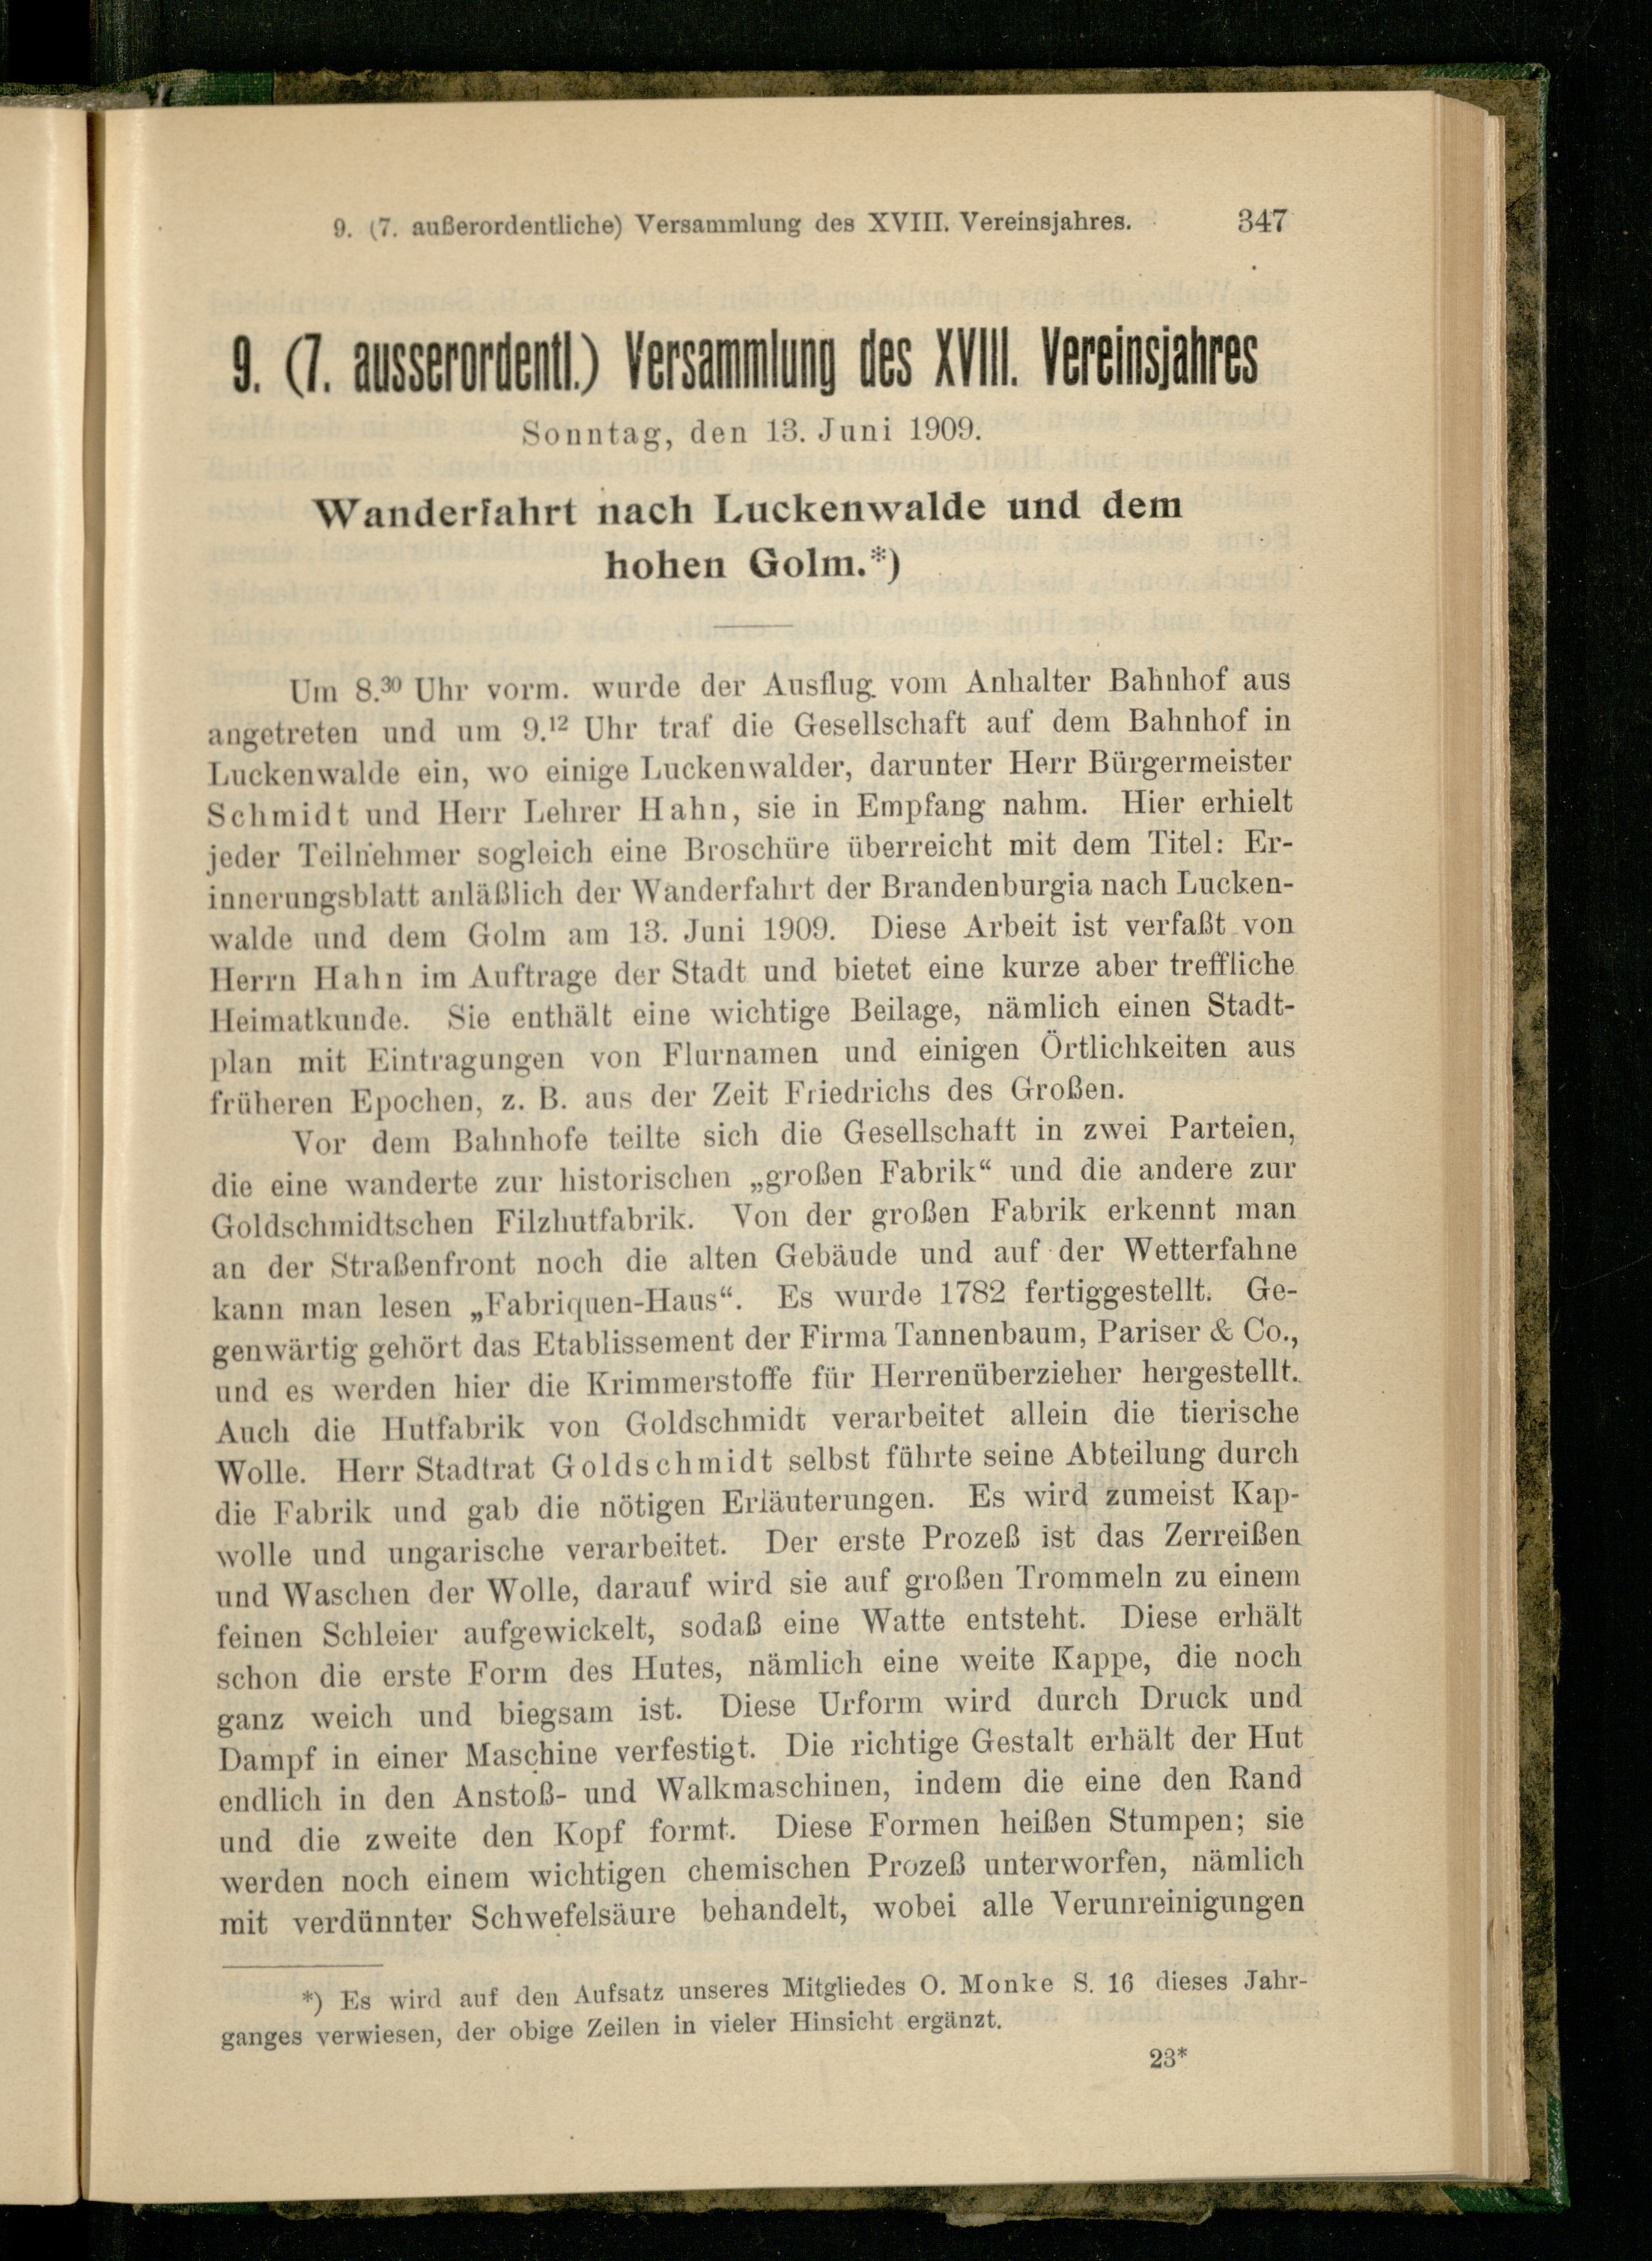 9. (7. außerordentliche) Versammlung des XVIII. Vereinsjahres. 347
9. (7. ausserordentl.) Versammlung des XVIII. Vereinsjahres
Sonntag, den 13. Juni 1909.
Wanderfahrt nach Luckenwalde und dem
hohen Golm.*)
Um 8.³⁰ Uhr vorm. wurde der Ausflug vom Anhalter Bahnhof aus
angetreten und um 9.¹² Uhr traf die Gesellschaft auf dem Bahnhof in
Luckenwalde ein, wo einige Luckenwalder, darunter Herr Bürgermeister
Schmidt und Herr Lehrer Hahn, sie in Empfang nahm. Hier erhielt
jeder Teilnehmer sogleich eine Broschüre überreicht mit dem Titel: Er-
innerungsblatt anläßlich der Wanderfahrt der Brandenburgia nach Lucken-
walde und dem Golm am 13. Juni 1909. Diese Arbeit ist verfaßt von
Herrn Hahn im Auftrage der Stadt und bietet eine kurze aber treffliche
Heimatkunde. Sie enthält eine wichtige Beilage, nämlich einen Stadt-
plan mit Eintragungen von Flurnamen und einigen Örtlichkeiten aus
früheren Epochen, z. B. aus der Zeit Friedrichs des Großen.
Vor dem Bahnhofe teilte sich die Gesellschaft in zwei Parteien,
die eine wanderte zur historischen „großen Fabrik“ und die andere zur
Goldschmidtschen Filzhutfabrik. Von der großen Fabrik erkennt man
an der Straßenfront noch die alten Gebäude und auf der Wetterfahne
kann man lesen „Fabriquen-Haus“. Es wurde 1782 fertiggestellt. Ge-
genwärtig gehört das Etablissement der Firma Tannenbaum, Pariser & Co.,
und es werden hier die Krimmerstoffe für Herrenüberzieher hergestellt.
Auch die Hutfabrik von Goldschmidt verarbeitet allein die tierische
Wolle. Herr Stadtrat Goldschmidt selbst führte seine Abteilung durch
die Fabrik und gab die nötigen Erläuterungen. Es wird zumeist Kap-
wolle und ungarische verarbeitet. Der erste Prozeß ist das Zerreißen
und Waschen der Wolle, darauf wird sie auf großen Trommeln zu einem
feinen Schleier aufgewickelt, sodaß eine Watte entsteht. Diese erhält
schon die erste Form des Hutes, nämlich eine weite Kappe, die noch
ganz weich und biegsam ist. Diese Urform wird durch Druck und
Dampf in einer Maschine verfestigt. Die richtige Gestalt erhält der Hut
endlich in den Anstoß- und Walkmaschinen, indem die eine den Rand
und die zweite den Kopf formt. Diese Formen heißen Stumpen; sie
werden noch einem wichtigen chemischen Prozeß unterworfen, nämlich
mit verdünnter Schwefelsäure behandelt, wobei alle Verunreinigungen
*) Es wird auf den Aufsatz unseres Mitgliedes O. Monke S. 16 dieses Jahr-
ganges verwiesen, der obige Zeilen in vieler Hinsicht ergänzt.
23*